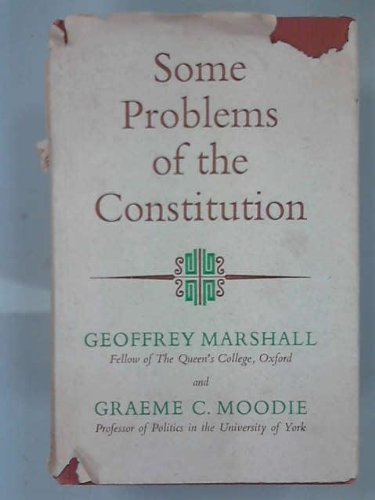 Some
Problems
of the
Constitution
GEOFFREY MARSHALL
Fellow of The Queen's College, Oxford
and
GRAEME C. MOODIE
Professor of Politics in the University of York